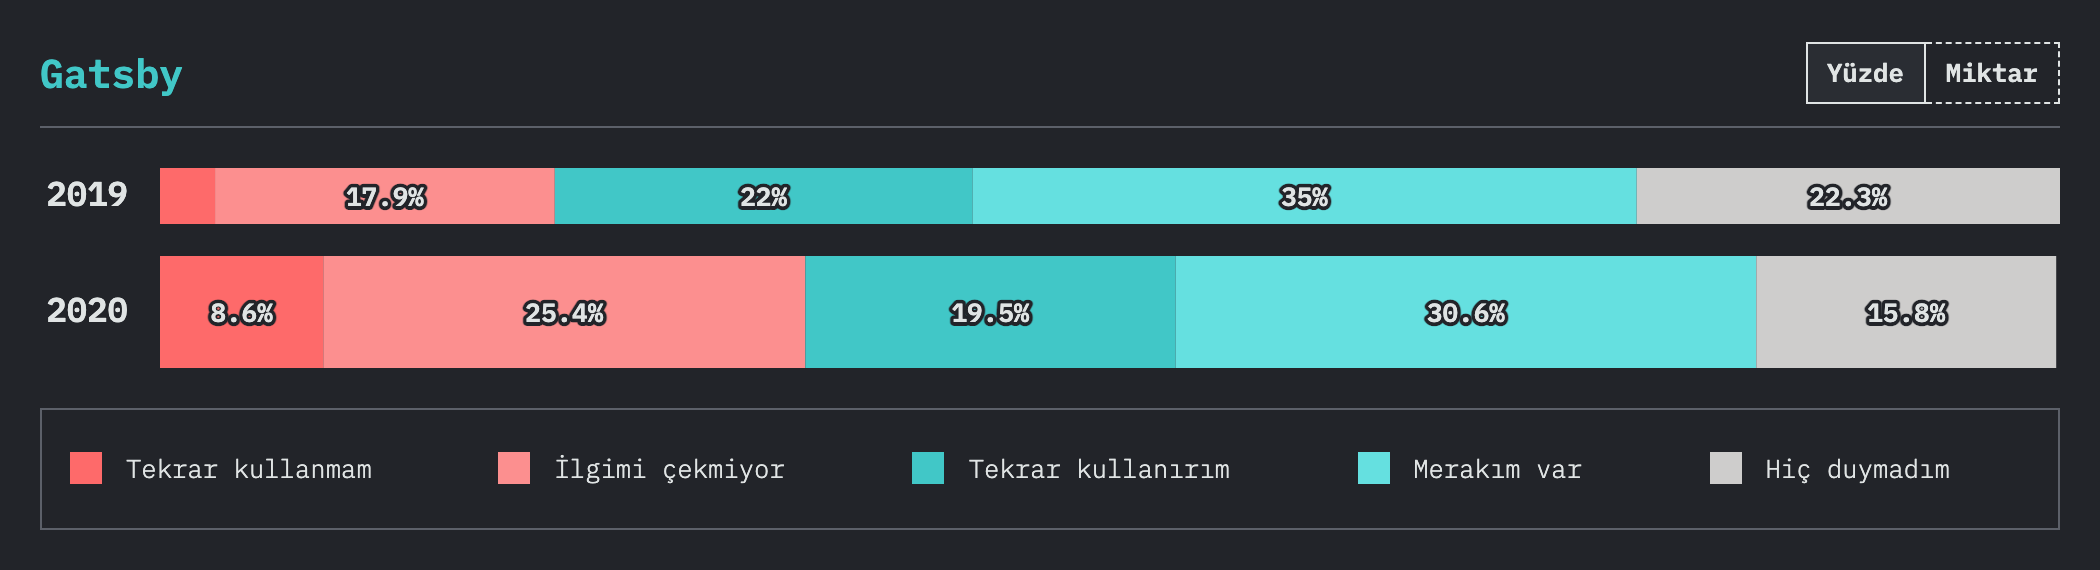 Gatsby
Yüzde Miktar
2019 17.9% 22% 35% 22.3%
2020 8.6% 25.4% 19.5% 30.6% 15.8%
Tekrar kullanmam İlgimi çekmiyor Tekrar kullanırım Merakım var Hiç duymadım